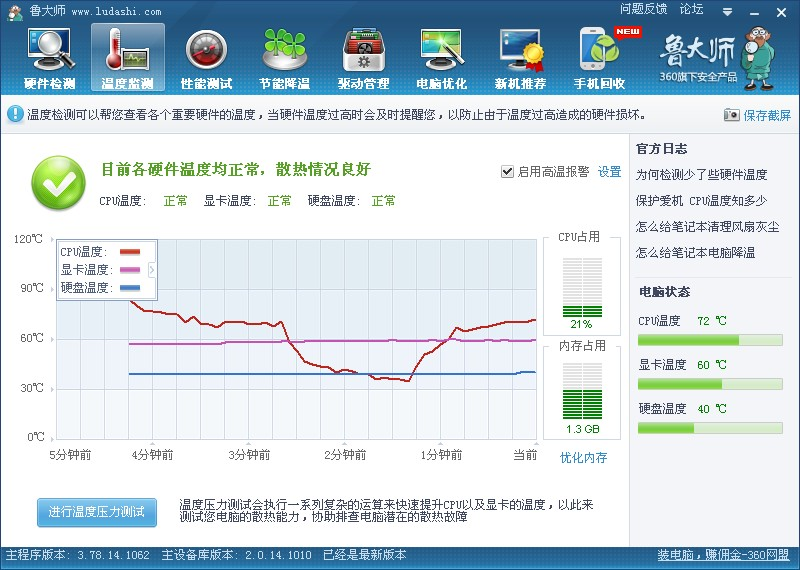 鲁大师 www.ludashi.com
问题反馈 论坛
硬件检测 温度监测 性能测试 节能降温 驱动管理 电脑优化 新机推荐 手机回收
NEW
鲁大师
360旗下安全产品
温度检测可以帮您查看各个重要硬件的温度，当硬件温度过高时会及时提醒您，以防止由于温度过高造成的硬件损坏。
保存截屏
目前各硬件温度均正常，散热情况良好
启用高温报警 设置
CPU温度: 正常 显卡温度: 正常 硬盘温度: 正常
120℃
90℃
60℃
30℃
0℃
CPU温度:
显卡温度:
硬盘温度:
5分钟前 4分钟前 3分钟前 2分钟前 1分钟前 当前
CPU占用
21%
内存占用
1.3 GB
优化内存
官方日志
为何检测少了些硬件温度
保护爱机 CPU温度知多少
怎么给笔记本清理风扇灰尘
怎么给笔记本电脑降温
电脑状态
CPU温度 72 ℃
显卡温度 60 ℃
硬盘温度 40 ℃
进行温度压力测试
温度压力测试会执行一系列复杂的运算来快速提升CPU以及显卡的温度，以此来
测试您电脑的散热能力，协助排查电脑潜在的散热故障
主程序版本: 3.78.14.1062 主设备库版本: 2.0.14.1010 已经是最新版本
装电脑，赚佣金-360网盟